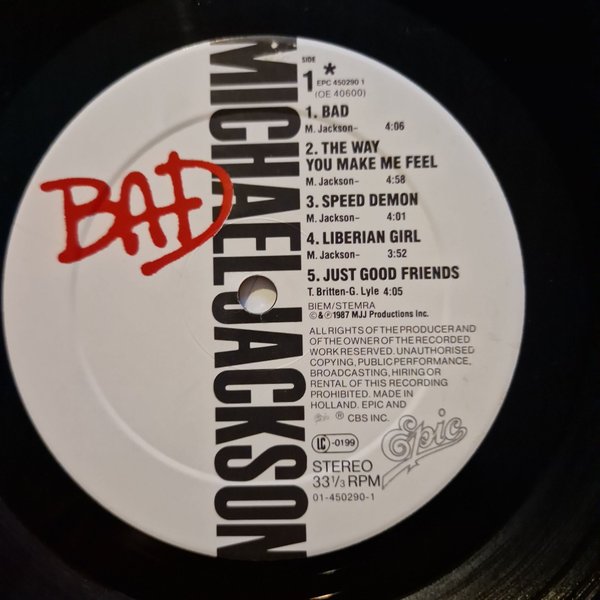 BAD
MICHAEL JACKSON
SIDE
1 *
EPC 450290 1
(OE 40600)
1. BAD
M. Jackson- 4:06
2. THE WAY
YOU MAKE ME FEEL
M. Jackson- 4:58
3. SPEED DEMON
M. Jackson- 4:01
4. LIBERIAN GIRL
M. Jackson- 3:52
5. JUST GOOD FRIENDS
T. Britten-G. Lyle 4:05
BIEM/STEMRA
©&℗1987 MJJ Productions Inc.
ALL RIGHTS OF THE PRODUCER AND
OF THE OWNER OF THE RECORDED
WORK RESERVED. UNAUTHORISED
COPYING, PUBLIC PERFORMANCE,
BROADCASTING, HIRING OR
RENTAL OF THIS RECORDING
PROHIBITED. MADE IN
HOLLAND. EPIC AND
® CBS INC.
LC -0199
Epic
STEREO
33 1/3 RPM
01-450290-1